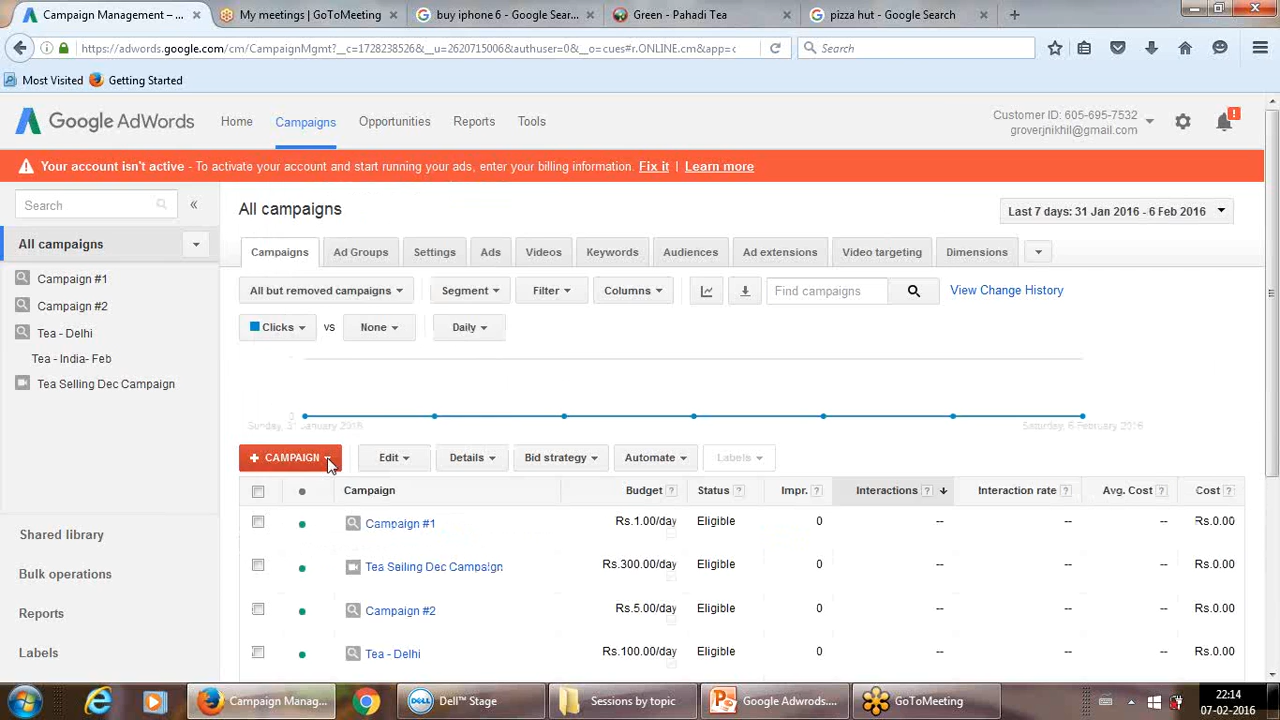 Campaign Management – ...
My meetings | GoToMeeting
buy iphone 6 - Google Sear...
Green - Pahadi Tea
pizza hut - Google Search
https://adwords.google.com/cm/CampaignMgmt?__c=1728238526&__u=2620715006&authuser=0&__o=cues#r.ONLINE.cm&app=c
Search
Most Visited
Getting Started
Google AdWords
Home
Campaigns
Opportunities
Reports
Tools
Customer ID: 605-695-7532
groverjnikhil@gmail.com
Your account isn't active - To activate your account and start running your ads, enter your billing information. Fix it | Learn more
Search
«
All campaigns
Last 7 days: 31 Jan 2016 - 6 Feb 2016
All campaigns
Campaign #1
Campaign #2
Tea - Delhi
Tea - India- Feb
Tea Selling Dec Campaign
Campaigns
Ad Groups
Settings
Ads
Videos
Keywords
Audiences
Ad extensions
Video targeting
Dimensions
All but removed campaigns
Segment
Filter
Columns
Find campaigns
View Change History
Clicks
vs
None
Daily
Sunday, 31 January 2016
Saturday, 6 February 2016
+ CAMPAIGN
Edit
Details
Bid strategy
Automate
Labels
Campaign
Budget ?
Status ?
Impr. ?
Interactions ?
Interaction rate ?
Avg. Cost ?
Cost ?
Campaign #1 Rs.1.00/day Eligible 0 -- -- -- Rs.0.00
Tea Selling Dec Campaign Rs.300.00/day Eligible 0 -- -- -- Rs.0.00
Campaign #2 Rs.5.00/day Eligible 0 -- -- -- Rs.0.00
Tea - Delhi Rs.100.00/day Eligible 0 -- -- -- Rs.0.00
Shared library
Bulk operations
Reports
Labels
Campaign Manag...
Dell™ Stage
Sessions by topic
Google Adwords....
GoToMeeting
22:14
07-02-2016